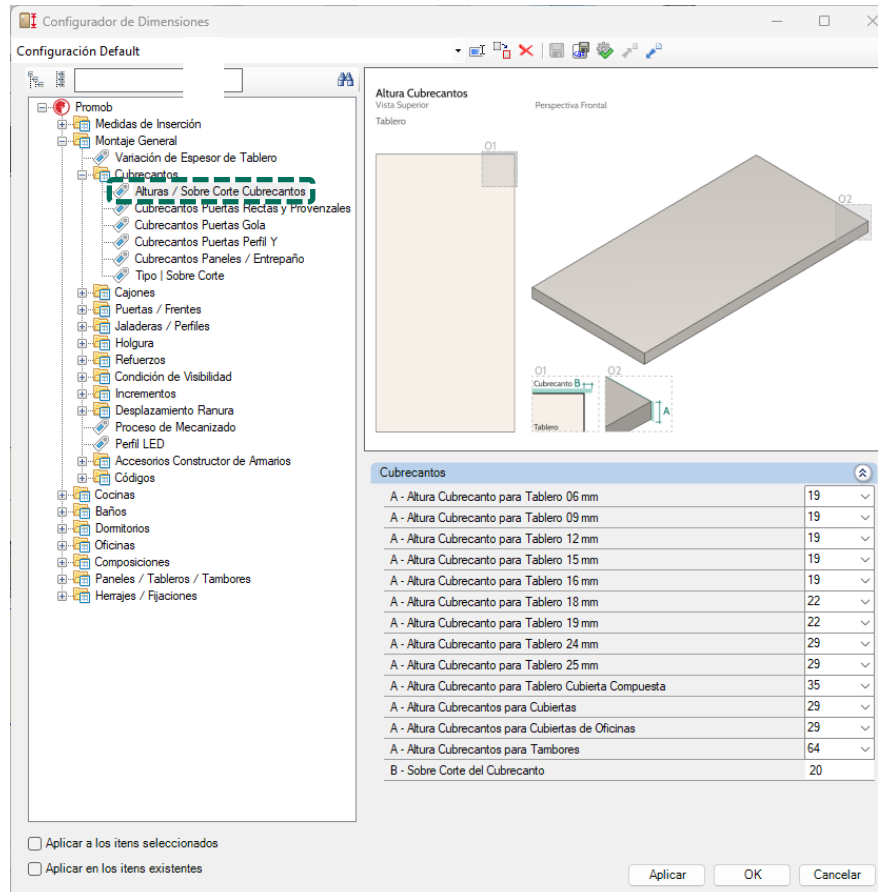 Configurador de Dimensiones
Configuración Default
Promob
Medidas de Inserción
Montaje General
Variación de Espesor de Tablero
Cubrecantos
Alturas / Sobre Corte Cubrecantos
Cubrecantos Puertas Rectas y Provenzales
Cubrecantos Puertas Gola
Cubrecantos Puertas Perfil Y
Cubrecantos Paneles / Entrepaño
Tipo | Sobre Corte
Cajones
Puertas / Frentes
Jaladeras / Perfiles
Holgura
Refuerzos
Condición de Visibilidad
Incrementos
Desplazamiento Ranura
Proceso de Mecanizado
Perfil LED
Accesorios Constructor de Armarios
Códigos
Cocinas
Baños
Dormitorios
Oficinas
Composiciones
Paneles / Tableros / Tambores
Herrajes / Fijaciones
Altura Cubrecantos
Vista Superior Perspectiva Frontal
Tablero
01
02
01 02
Cubrecanto B
A
Tablero
Cubrecantos
A - Altura Cubrecanto para Tablero 06 mm 19
A - Altura Cubrecanto para Tablero 09 mm 19
A - Altura Cubrecanto para Tablero 12 mm 19
A - Altura Cubrecanto para Tablero 15 mm 19
A - Altura Cubrecanto para Tablero 16 mm 19
A - Altura Cubrecanto para Tablero 18 mm 22
A - Altura Cubrecanto para Tablero 19 mm 22
A - Altura Cubrecanto para Tablero 24 mm 29
A - Altura Cubrecanto para Tablero 25 mm 29
A - Altura Cubrecanto para Tablero Cubierta Compuesta 35
A - Altura Cubrecantos para Cubiertas 29
A - Altura Cubrecantos para Cubiertas de Oficinas 29
A - Altura Cubrecantos para Tambores 64
B - Sobre Corte del Cubrecanto 20
Aplicar a los itens seleccionados
Aplicar en los itens existentes
Aplicar OK Cancelar